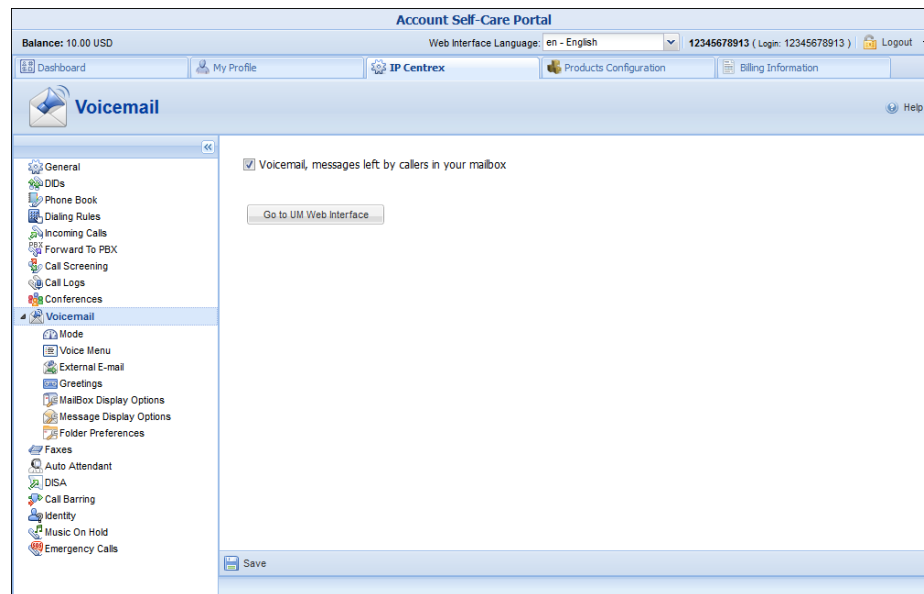 Account Self-Care Portal
Balance: 10.00 USD
Web Interface Language: en - English
12345678913 ( Login: 12345678913 )
Logout
Dashboard
My Profile
IP Centrex
Products Configuration
Billing Information
Voicemail
Help
General
DIDs
Phone Book
Dialing Rules
Incoming Calls
PBX Forward To PBX
Call Screening
Call Logs
Conferences
Voicemail
Mode
Voice Menu
External E-mail
Greetings
MailBox Display Options
Message Display Options
Folder Preferences
Faxes
Auto Attendant
DISA
Call Barring
Identity
Music On Hold
Emergency Calls
Voicemail, messages left by callers in your mailbox
Go to UM Web Interface
Save